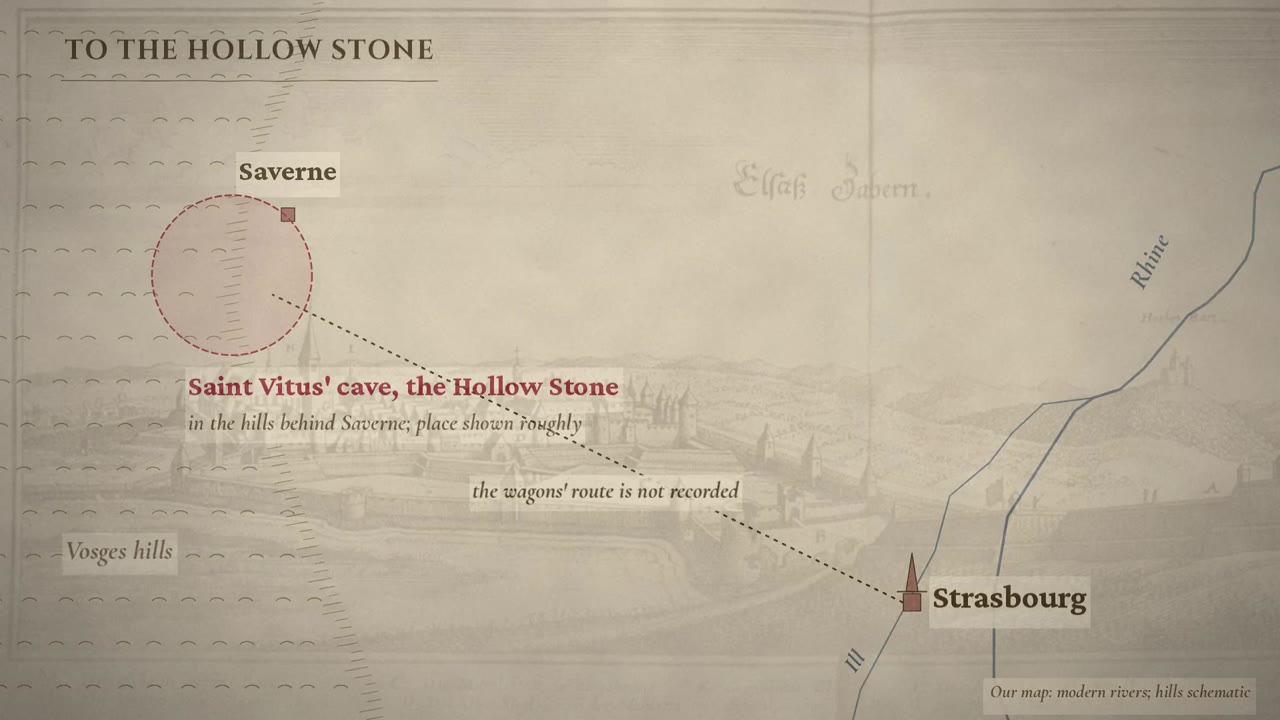 TO THE HOLLOW STONE
Saverne
Elsaß Zabern.
Rhine
Saint Vitus' cave, the Hollow Stone
in the hills behind Saverne; place shown roughly
the wagons' route is not recorded
Vosges hills
Strasbourg
Ill
Our map: modern rivers; hills schematic